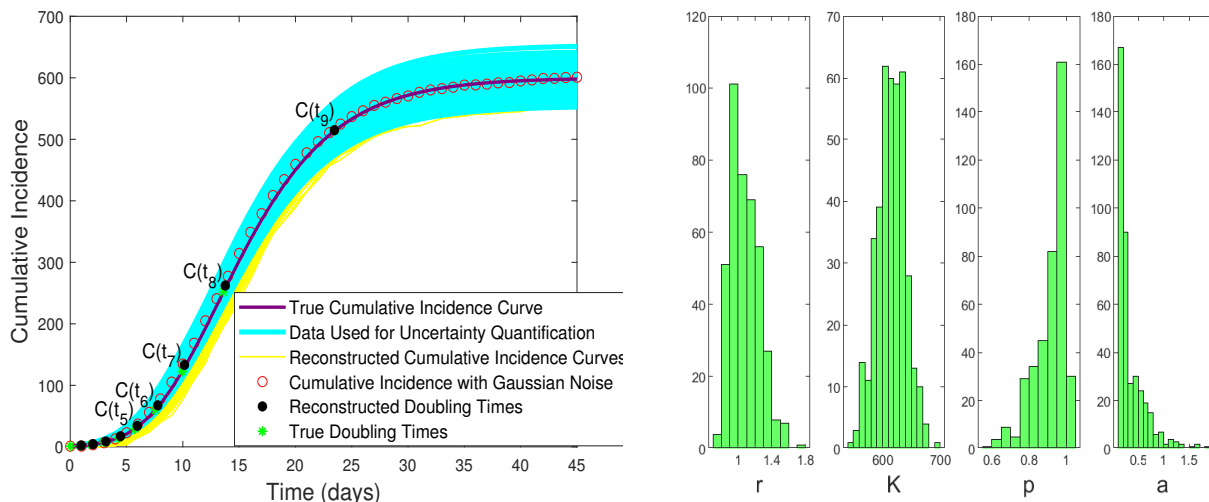 700
600
500
400
300
200
100
0
Cumulative Incidence
C(t9)
C(t8)
C(t7)
C(t6)
C(t5)
True Cumulative Incidence Curve
Data Used for Uncertainty Quantification
Reconstructed Cumulative Incidence Curves
Cumulative Incidence with Gaussian Noise
Reconstructed Doubling Times
True Doubling Times
0 5 10 15 20 25 30 35 40 45
Time (days)
120
100
80
60
40
20
0
1 1.4 1.8
r
70
60
50
40
30
20
10
0
600 700
K
180
160
140
120
100
80
60
40
20
0
0.6 0.8 1
p
180
160
140
120
100
80
60
40
20
0
0.5 1 1.5
a